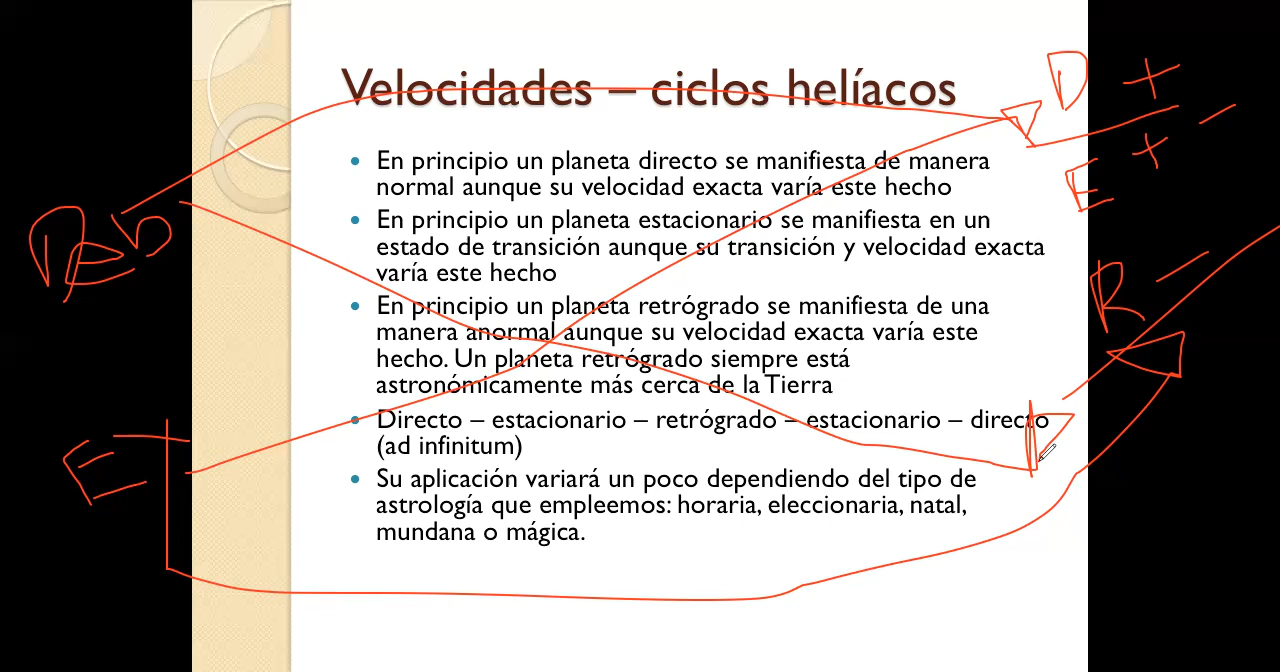 Velocidades – ciclos helíacos
En principio un planeta directo se manifiesta de manera
normal aunque su velocidad exacta varía este hecho
En principio un planeta estacionario se manifiesta en un
estado de transición aunque su transición y velocidad exacta
varía este hecho
En principio un planeta retrógrado se manifiesta de una
manera anormal aunque su velocidad exacta varía este
hecho. Un planeta retrógrado siempre está
astronómicamente más cerca de la Tierra
Directo – estacionario – retrógrado – estacionario – directo
(ad infinitum)
Su aplicación variará un poco dependiendo del tipo de
astrología que empleemos: horaria, eleccionaria, natal,
mundana o mágica.
D +
E + -
R -
E